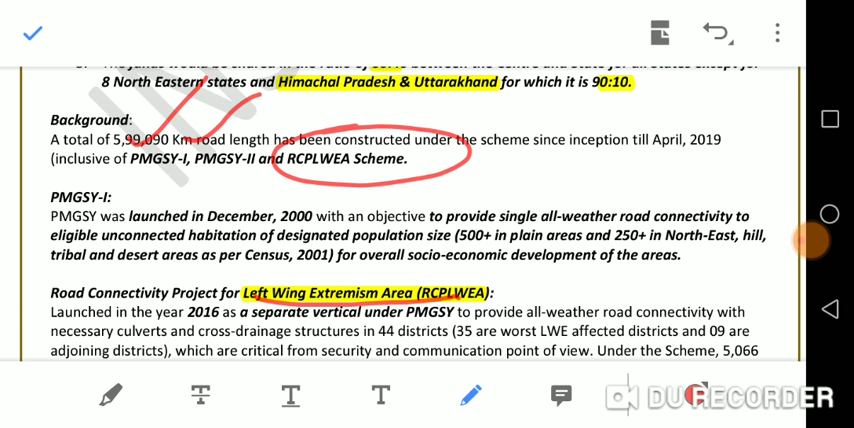 8 North Eastern states and Himachal Pradesh & Uttarakhand for which it is 90:10.
Background:
A total of 5,99,090 Km road length has been constructed under the scheme since inception till April, 2019
(inclusive of PMGSY-I, PMGSY-II and RCPLWEA Scheme.
PMGSY-I:
PMGSY was launched in December, 2000 with an objective to provide single all-weather road connectivity to
eligible unconnected habitation of designated population size (500+ in plain areas and 250+ in North-East, hill,
tribal and desert areas as per Census, 2001) for overall socio-economic development of the areas.
Road Connectivity Project for Left Wing Extremism Area (RCPLWEA):
Launched in the year 2016 as a separate vertical under PMGSY to provide all-weather road connectivity with
necessary culverts and cross-drainage structures in 44 districts (35 are worst LWE affected districts and 09 are
adjoining districts), which are critical from security and communication point of view. Under the Scheme, 5,066
T T T
DU RECORDER